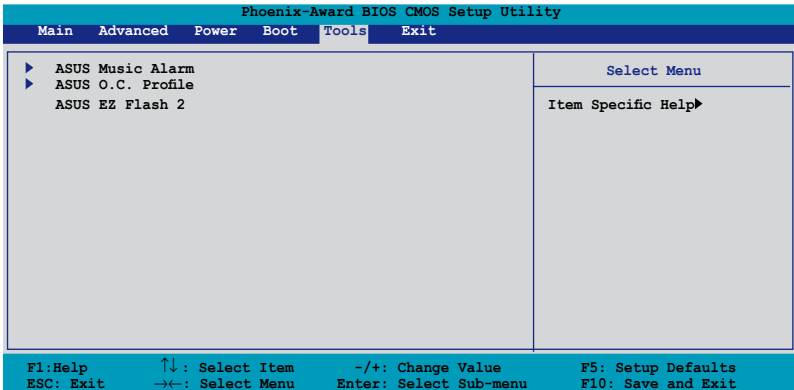 Phoenix-Award BIOS CMOS Setup Utility
Main Advanced Power Boot Tools Exit
ASUS Music Alarm
ASUS O.C. Profile
ASUS EZ Flash 2
Select Menu
Item Specific Help
F1:Help ↑↓ : Select Item -/+: Change Value F5: Setup Defaults
ESC: Exit →←: Select Menu Enter: Select Sub-menu F10: Save and Exit